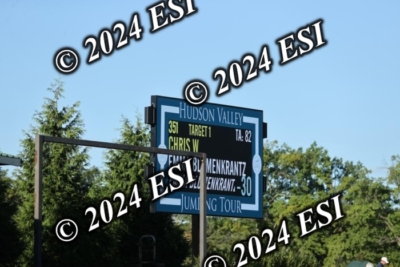 © 2024 ESI
© 2024 ESI
HUDSON VALLEY
351 TARGET 1 TA: 82
CHRIS W
BLUMENKRANTZ
-30
© 2024 ESI
© 2024 ESI
JUMPING TOUR
© 2024 ESI